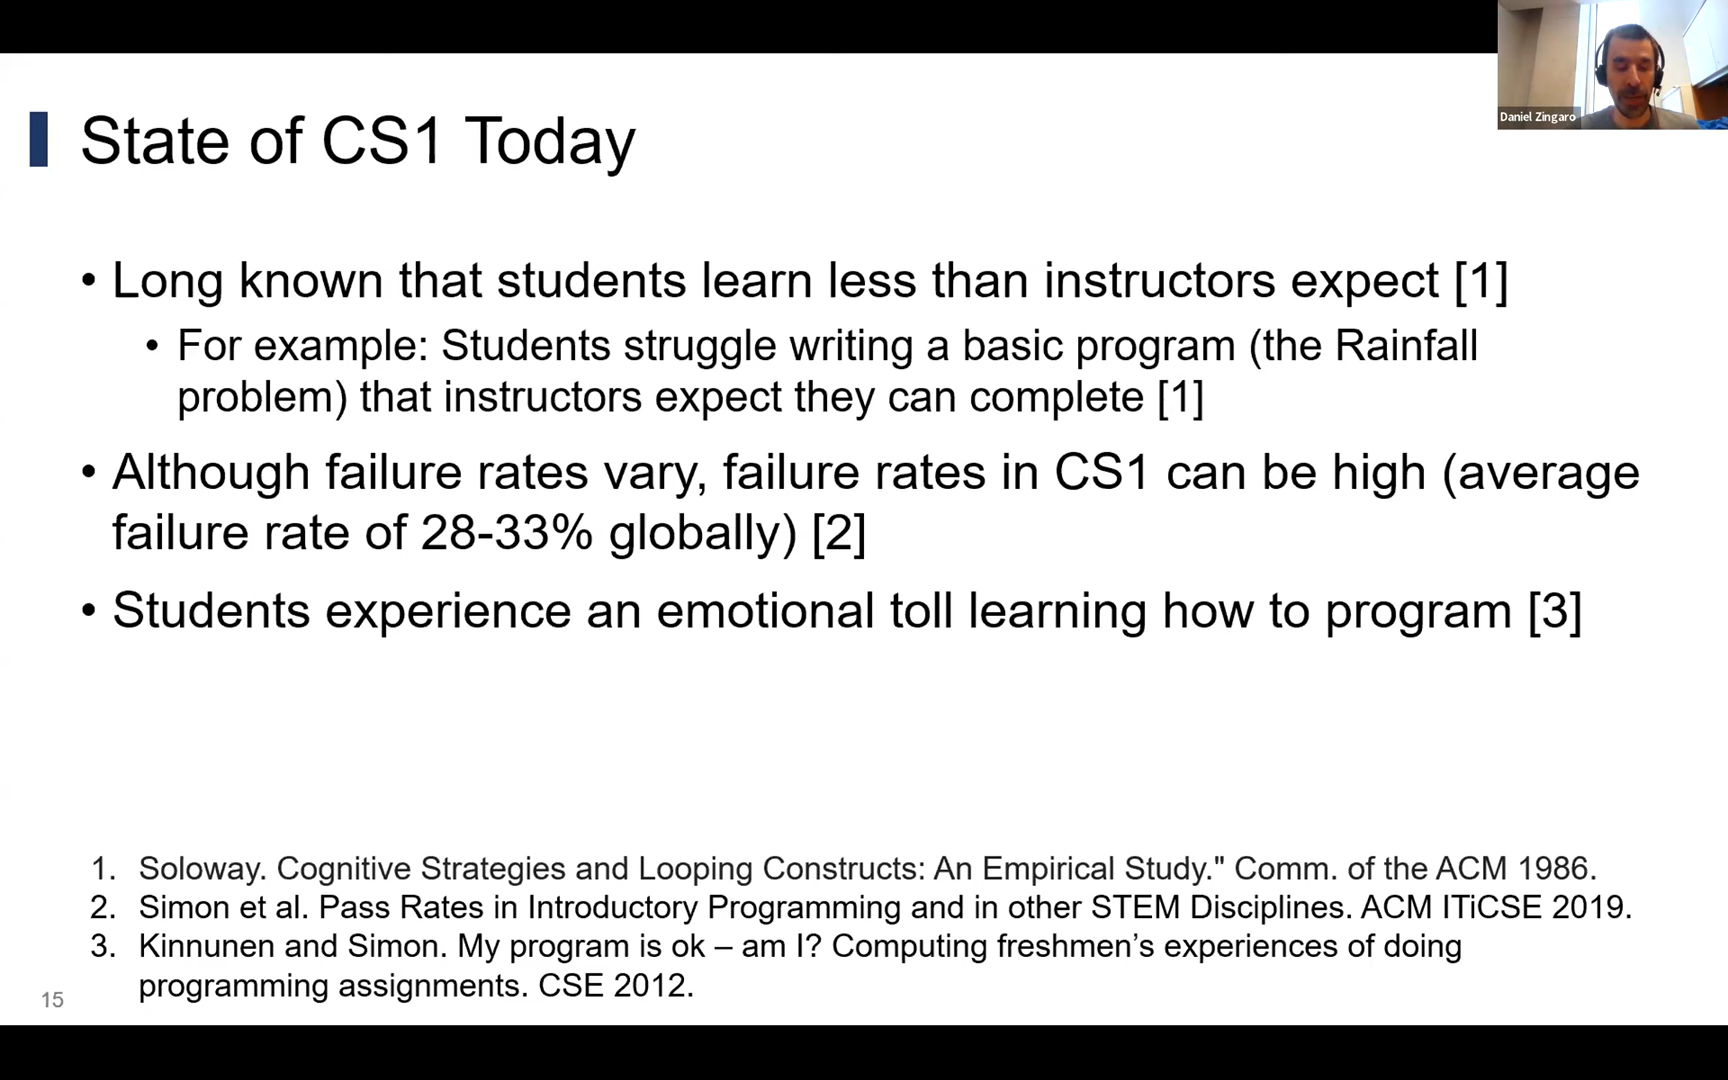 Daniel Zingaro
State of CS1 Today
• Long known that students learn less than instructors expect [1]
• For example: Students struggle writing a basic program (the Rainfall
problem) that instructors expect they can complete [1]
• Although failure rates vary, failure rates in CS1 can be high (average
failure rate of 28-33% globally) [2]
• Students experience an emotional toll learning how to program [3]
1. Soloway. Cognitive Strategies and Looping Constructs: An Empirical Study." Comm. of the ACM 1986.
2. Simon et al. Pass Rates in Introductory Programming and in other STEM Disciplines. ACM ITiCSE 2019.
3. Kinnunen and Simon. My program is ok – am I? Computing freshmen’s experiences of doing
programming assignments. CSE 2012.
15